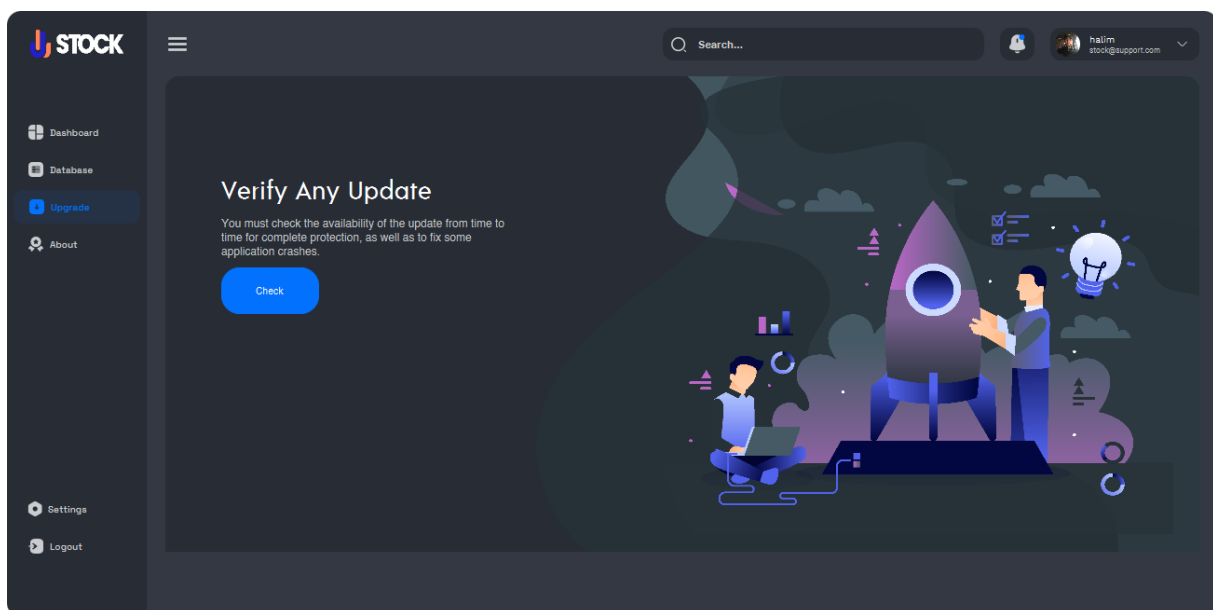 STOCK
Search...
halim
stock@support.com
Dashboard
Database
Upgrade
About
Verify Any Update
You must check the availability of the update from time to
time for complete protection, as well as to fix some
application crashes.
Check
Settings
Logout